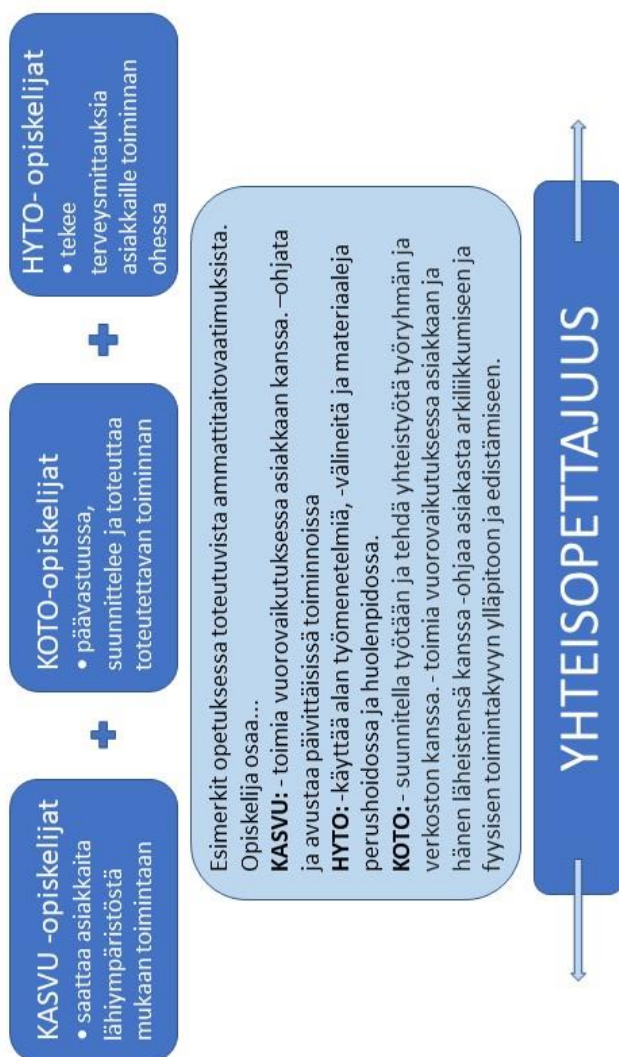 KASVU -opiskelijat
• saattaa asiakkaita
lähiympäristöstä
mukaan toimintaan
+
KOTO-opiskelijat
• päävastuussa,
suunnittelee ja toteuttaa
toteutettavan toiminnan
+
HYTO- opiskelijat
• tekee
terveysmittauksia
asiakkaille toiminnan
ohessa
Esimerkit opetuksessa toteutuvista ammattitaitovaatimuksista.
Opiskelija osaa...
KASVU: - toimia vuorovaikutuksessa asiakkaan kanssa. –ohjata
ja avustaa päivittäisissä toiminnoissa
HYTO: -käyttää alan työmenetelmiä, -välineitä ja materiaaleja
perushoidossa ja huolenpidossa.
KOTO: - suunnitella työtään ja tehdä yhteistyötä työryhmän ja
verkoston kanssa. - toimia vuorovaikutuksessa asiakkaan ja
hänen läheistensä kanssa -ohjaa asiakasta arkiliikkumiseen ja
fyysisen toimintakyvyn ylläpitoon ja edistämiseen.
YHTEISOPETTAJUUS